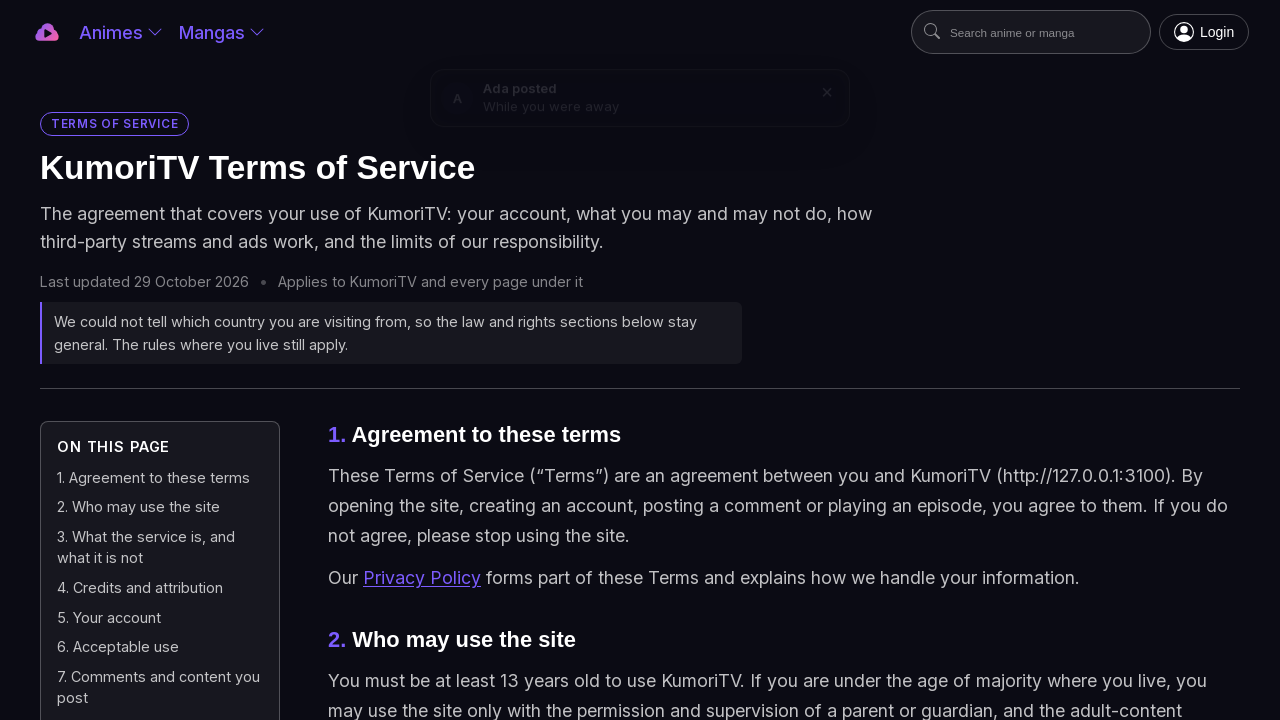 Animes
Mangas
Search anime or manga
Login
A
Ada posted
While you were away
TERMS OF SERVICE
KumoriTV Terms of Service
The agreement that covers your use of KumoriTV: your account, what you may and may not do, how
third-party streams and ads work, and the limits of our responsibility.
Last updated 29 October 2026 • Applies to KumoriTV and every page under it
We could not tell which country you are visiting from, so the law and rights sections below stay
general. The rules where you live still apply.
ON THIS PAGE
1. Agreement to these terms
2. Who may use the site
3. What the service is, and
what it is not
4. Credits and attribution
5. Your account
6. Acceptable use
7. Comments and content you
post
1. Agreement to these terms
These Terms of Service (“Terms”) are an agreement between you and KumoriTV (http://127.0.0.1:3100). By
opening the site, creating an account, posting a comment or playing an episode, you agree to them. If you do
not agree, please stop using the site.
Our Privacy Policy forms part of these Terms and explains how we handle your information.
2. Who may use the site
You must be at least 13 years old to use KumoriTV. If you are under the age of majority where you live, you
may use the site only with the permission and supervision of a parent or guardian, and the adult-content